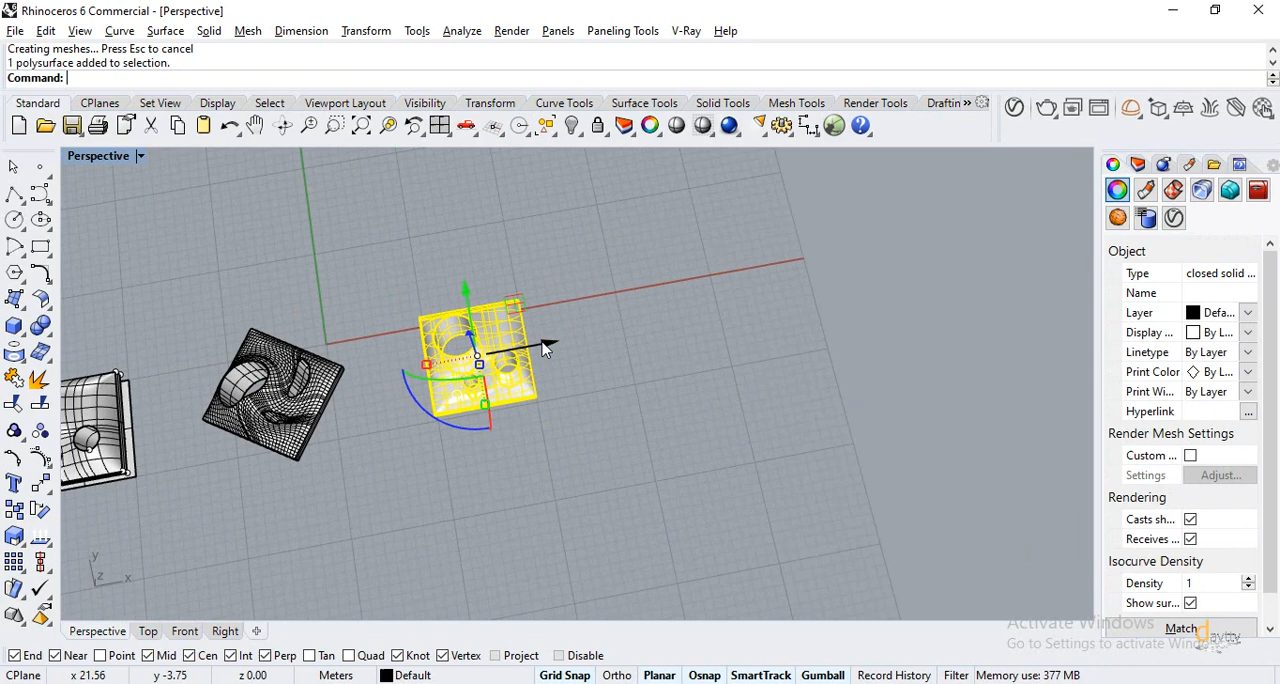 Rhinoceros 6 Commercial - [Perspective]
File Edit View Curve Surface Solid Mesh Dimension Transform Tools Analyze Render Panels Paneling Tools V-Ray Help
Creating meshes... Press Esc to cancel
1 polysurface added to selection.
Command:
Standard CPlanes Set View Display Select Viewport Layout Visibility Transform Curve Tools Surface Tools Solid Tools Mesh Tools Render Tools Draftin »
Perspective
Object
Type closed solid ...
Name
Layer Defa...
Display ... By L...
Linetype By Layer
Print Color By L...
Print Wi... By Layer
Hyperlink ...
Render Mesh Settings
Custom ...
Settings Adjust...
Rendering
Casts sh...
Receives ...
Isocurve Density
Density 1
Show sur...
Match
Activate Windows
Go to Settings to activate
y
z x
Perspective Top Front Right
End Near Point Mid Cen Int Perp Tan Knot Vertex Project Disable
CPlane x 21.56 y -3.75 z 0.00 Meters Default Grid Snap Ortho Planar Osnap SmartTrack Gumball Record History Filter Memory use: 377 MB